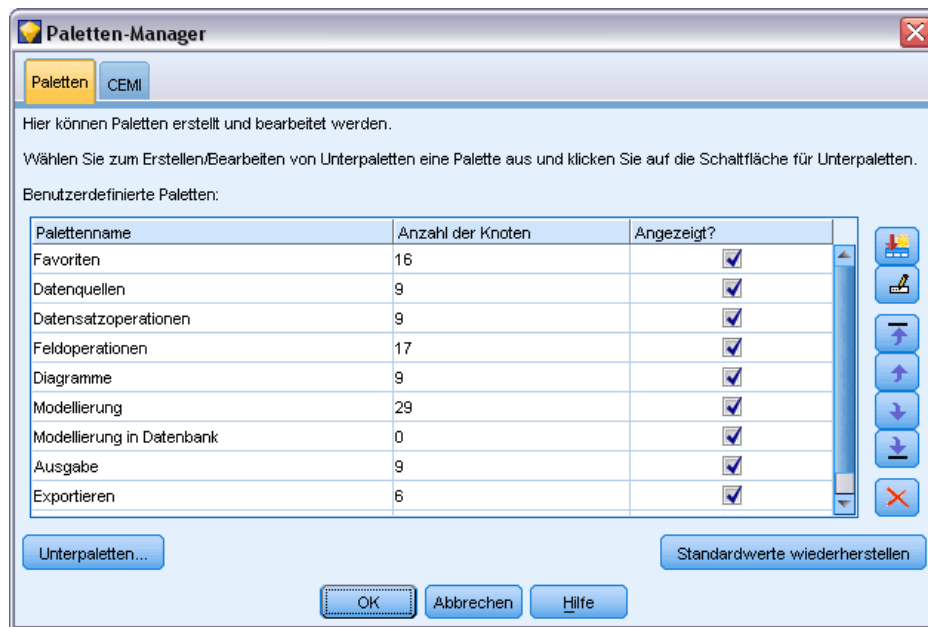 Paletten-Manager
Paletten CEMI
Hier können Paletten erstellt und bearbeitet werden.
Wählen Sie zum Erstellen/Bearbeiten von Unterpaletten eine Palette aus und klicken Sie auf die Schaltfläche für Unterpaletten.
Benutzerdefinierte Paletten:
Palettenname Anzahl der Knoten Angezeigt?
Favoriten 16
Datenquellen 9
Datensatzoperationen 9
Feldoperationen 17
Diagramme 9
Modellierung 29
Modellierung in Datenbank 0
Ausgabe 9
Exportieren 6
Unterpaletten... Standardwerte wiederherstellen
OK Abbrechen Hilfe